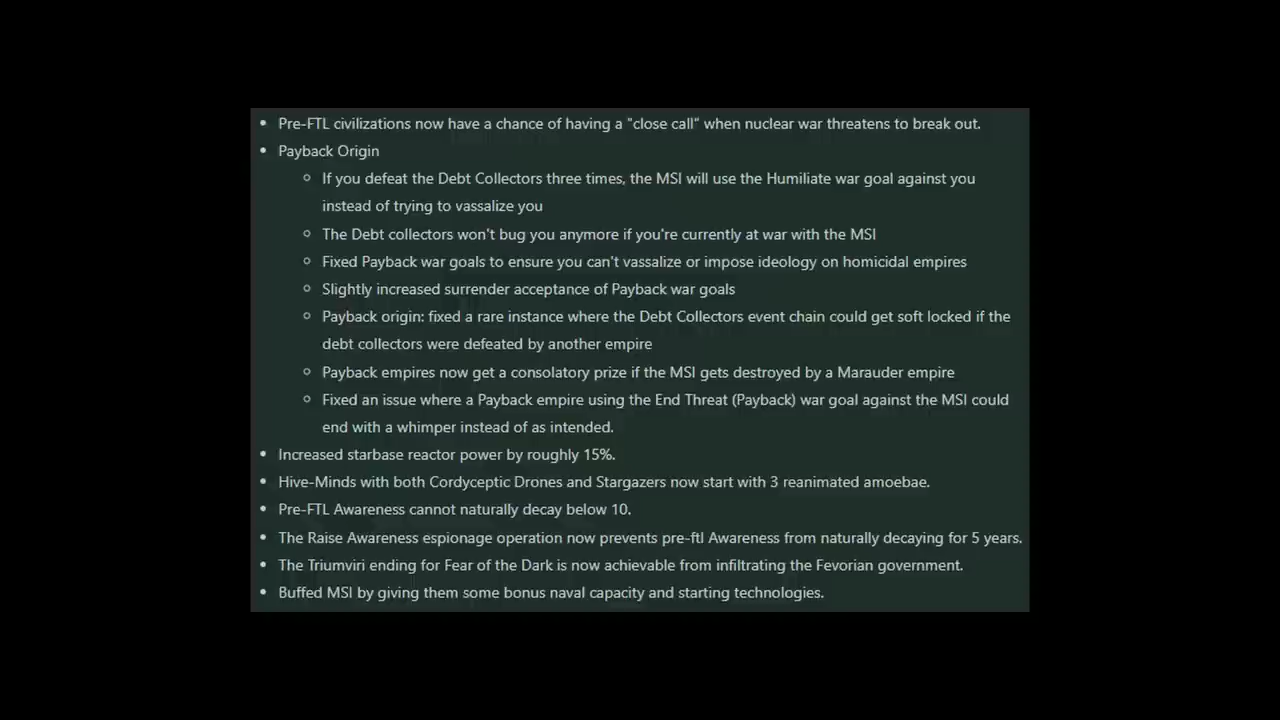 • Pre-FTL civilizations now have a chance of having a "close call" when nuclear war threatens to break out.
• Payback Origin
◦ If you defeat the Debt Collectors three times, the MSI will use the Humiliate war goal against you
instead of trying to vassalize you
◦ The Debt collectors won't bug you anymore if you're currently at war with the MSI
◦ Fixed Payback war goals to ensure you can't vassalize or impose ideology on homicidal empires
◦ Slightly increased surrender acceptance of Payback war goals
◦ Payback origin: fixed a rare instance where the Debt Collectors event chain could get soft locked if the
debt collectors were defeated by another empire
◦ Payback empires now get a consolatory prize if the MSI gets destroyed by a Marauder empire
◦ Fixed an issue where a Payback empire using the End Threat (Payback) war goal against the MSI could
end with a whimper instead of as intended.
• Increased starbase reactor power by roughly 15%.
• Hive-Minds with both Cordyceptic Drones and Stargazers now start with 3 reanimated amoebae.
• Pre-FTL Awareness cannot naturally decay below 10.
• The Raise Awareness espionage operation now prevents pre-ftl Awareness from naturally decaying for 5 years.
• The Triumviri ending for Fear of the Dark is now achievable from infiltrating the Fevorian government.
• Buffed MSI by giving them some bonus naval capacity and starting technologies.